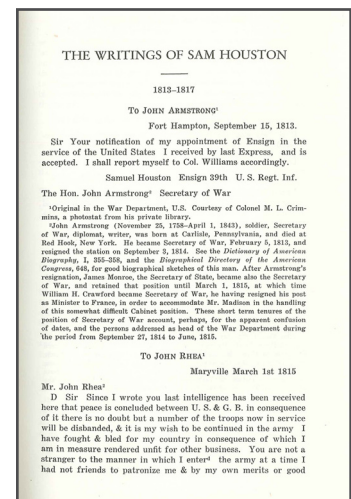 THE WRITINGS OF SAM HOUSTON
1813–1817
To John Armstrong¹
Fort Hampton, September 15, 1813.
Sir Your notification of my appointment of Ensign in the
service of the United States I received by last Express, and is
accepted. I shall report myself to Col. Williams accordingly.
Samuel Houston Ensign 39th U. S. Regt. Inf.
The Hon. John Armstrong² Secretary of War
¹Original in the War Department, U.S. Courtesy of Colonel M. L. Crim-
mins, a photostat from his private library.
²John Armstrong (November 25, 1758-April 1, 1843), soldier, Secretary
of War, diplomat, writer, was born at Carlisle, Pennsylvania, and died at
Red Hook, New York. He became Secretary of War, February 5, 1813, and
resigned the station on September 3, 1814. See the Dictionary of American
Biography, I, 355–358, and the Biographical Directory of the American
Congress, 648, for good biographical sketches of this man. After Armstrong's
resignation, James Monroe, the Secretary of State, became also the Secretary
of War, and retained that position until March 1, 1815, at which time
William H. Crawford became Secretary of War, he having resigned his post
as Minister to France, in order to accommodate Mr. Madison in the handling
of this somewhat difficult Cabinet position. These short term tenures of the
position of Secretary of War account, perhaps, for the apparent confusion
of dates, and the persons addressed as head of the War Department during
the period from September 27, 1814 to June, 1815.
To John Rhea¹
Maryville March 1st 1815
Mr. John Rhea²
D Sir Since I wrote you last intelligence has been received
here that peace is concluded between U. S. & G. B. in consequence
of it there is no doubt but a number of the troops now in service
will be disbanded, & it is my wish to be continued in the army I
have fought & bled for my country in consequence of which I
am in measure rendered unfit for other business. You are not a
stranger to the manner in which I enterᵈ the army at a time I
had not friends to patronize me & by my own merits or good